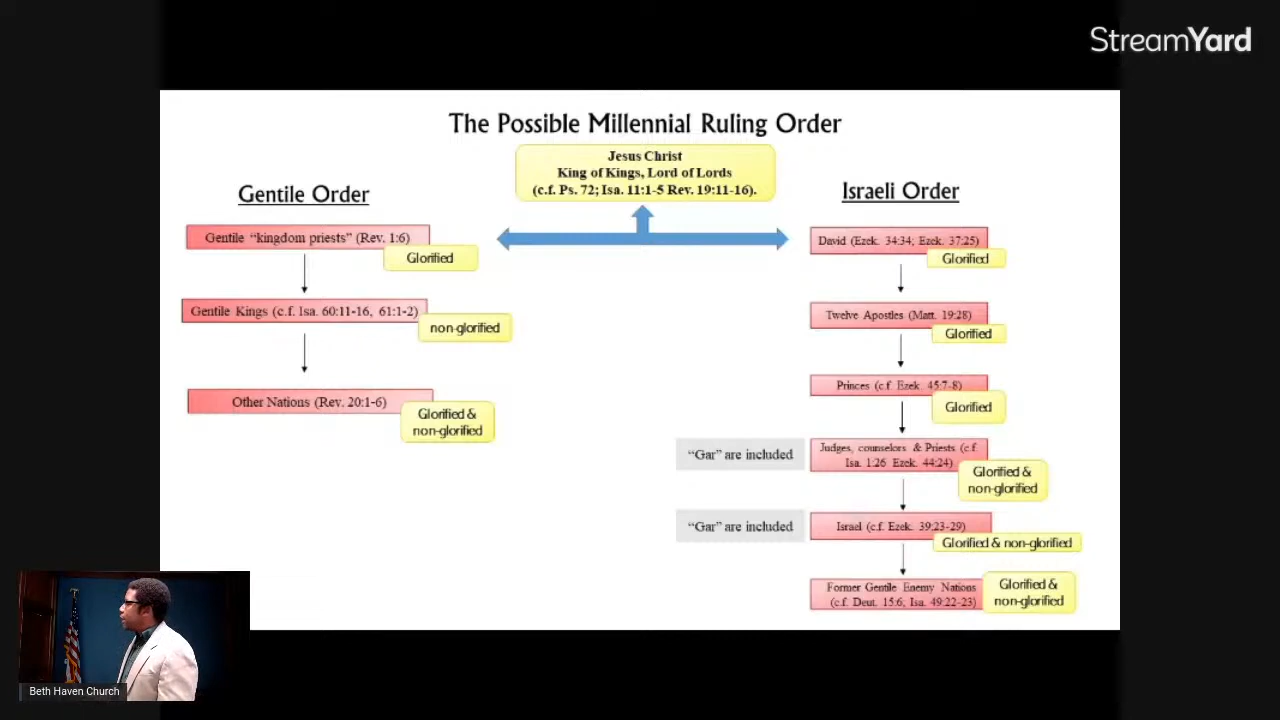 StreamYard
The Possible Millennial Ruling Order
Jesus Christ
King of Kings, Lord of Lords
(c.f. Ps. 72; Isa. 11:1-5 Rev. 19:11-16).
Gentile Order
Gentile “kingdom priests” (Rev. 1:6)
Glorified
Gentile Kings (c.f. Isa. 60:11-16, 61:1-2)
non-glorified
Other Nations (Rev. 20:1-6)
Glorified &
non-glorified
Israeli Order
David (Ezek. 34:34; Ezek. 37:25)
Glorified
Twelve Apostles (Matt. 19:28)
Glorified
Princes (c.f. Ezek. 45:7-8)
Glorified
“Gar” are included
Judges, counselors & Priests (c.f.
Isa. 1:26 Ezek. 44:24)
Glorified &
non-glorified
“Gar” are included
Israel (c.f. Ezek. 39:23-29)
Glorified & non-glorified
Former Gentile Enemy Nations
(c.f. Deut. 15:6; Isa. 49:22-23)
Glorified &
non-glorified
Beth Haven Church